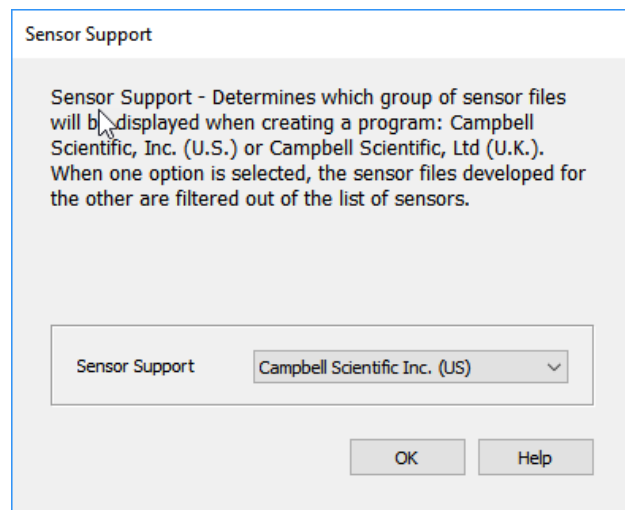 Sensor Support
Sensor Support - Determines which group of sensor files
will be displayed when creating a program: Campbell
Scientific, Inc. (U.S.) or Campbell Scientific, Ltd (U.K.).
When one option is selected, the sensor files developed for
the other are filtered out of the list of sensors.
Sensor Support
Campbell Scientific Inc. (US)
OK
Help